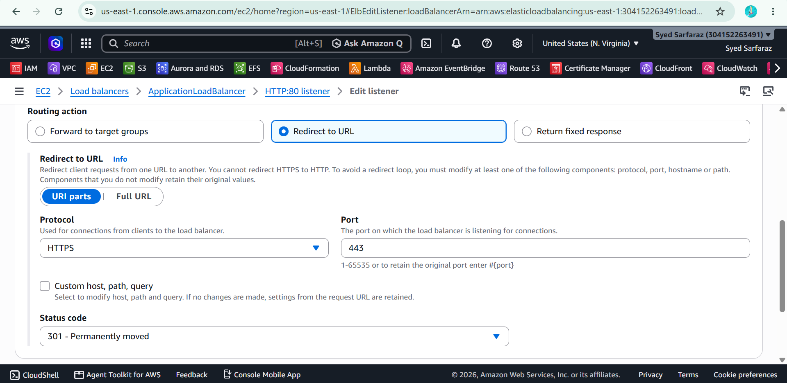 us-east-1.console.aws.amazon.com/ec2/home?region=us-east-1#ElbEditListener:loadBalancerArn=arn:aws:elasticloadbalancing:us-east-1:304152263491:load...
aws
Search [Alt+S] Ask Amazon Q United States (N. Virginia) ▼ Syed Sarfaraz (304152263491) ▼
Syed Sarfaraz
IAM VPC EC2 S3 Aurora and RDS EFS CloudFormation Lambda Amazon EventBridge Route 53 Certificate Manager CloudFront CloudWatch
EC2 > Load balancers > ApplicationLoadBalancer > HTTP:80 listener > Edit listener
Routing action
Forward to target groups Redirect to URL Return fixed response
Redirect to URL Info
Redirect client requests from one URL to another. You cannot redirect HTTPS to HTTP. To avoid a redirect loop, you must modify at least one of the following components: protocol, port, hostname or path.
Components that you do not modify retain their original values.
URI parts Full URL
Protocol Port
Used for connections from clients to the load balancer. The port on which the load balancer is listening for connections.
HTTPS 443
1-65535 or to retain the original port enter #{port}
Custom host, path, query
Select to modify host, path and query. If no changes are made, settings from the request URL are retained.
Status code
301 - Permanently moved
CloudShell Agent Toolkit for AWS Feedback Console Mobile App © 2026, Amazon Web Services, Inc. or its affiliates. Privacy Terms Cookie preferences